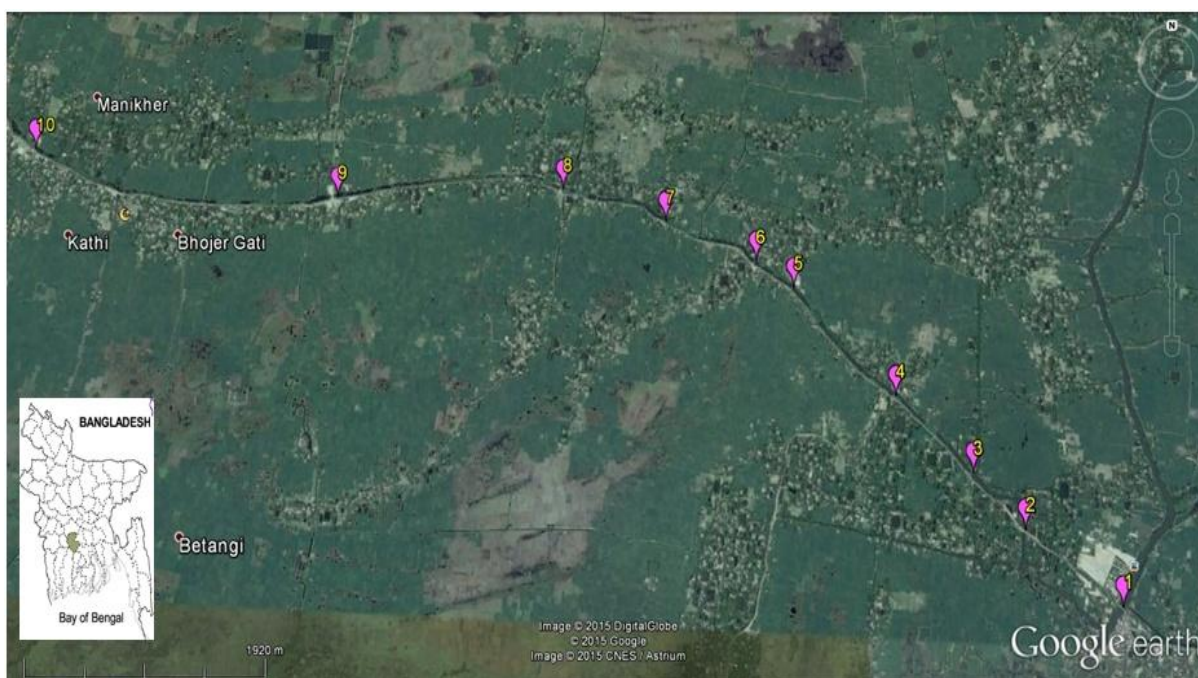 N
Manikher
10
9
8
7
Kathi
Bhojer Gati
6
5
4
3
2
1
BANGLADESH
Bay of Bengal
Betangi
1920 m
Image © 2015 DigitalGlobe
© 2015 Google
Image © 2015 CNES / Astrium
Google earth